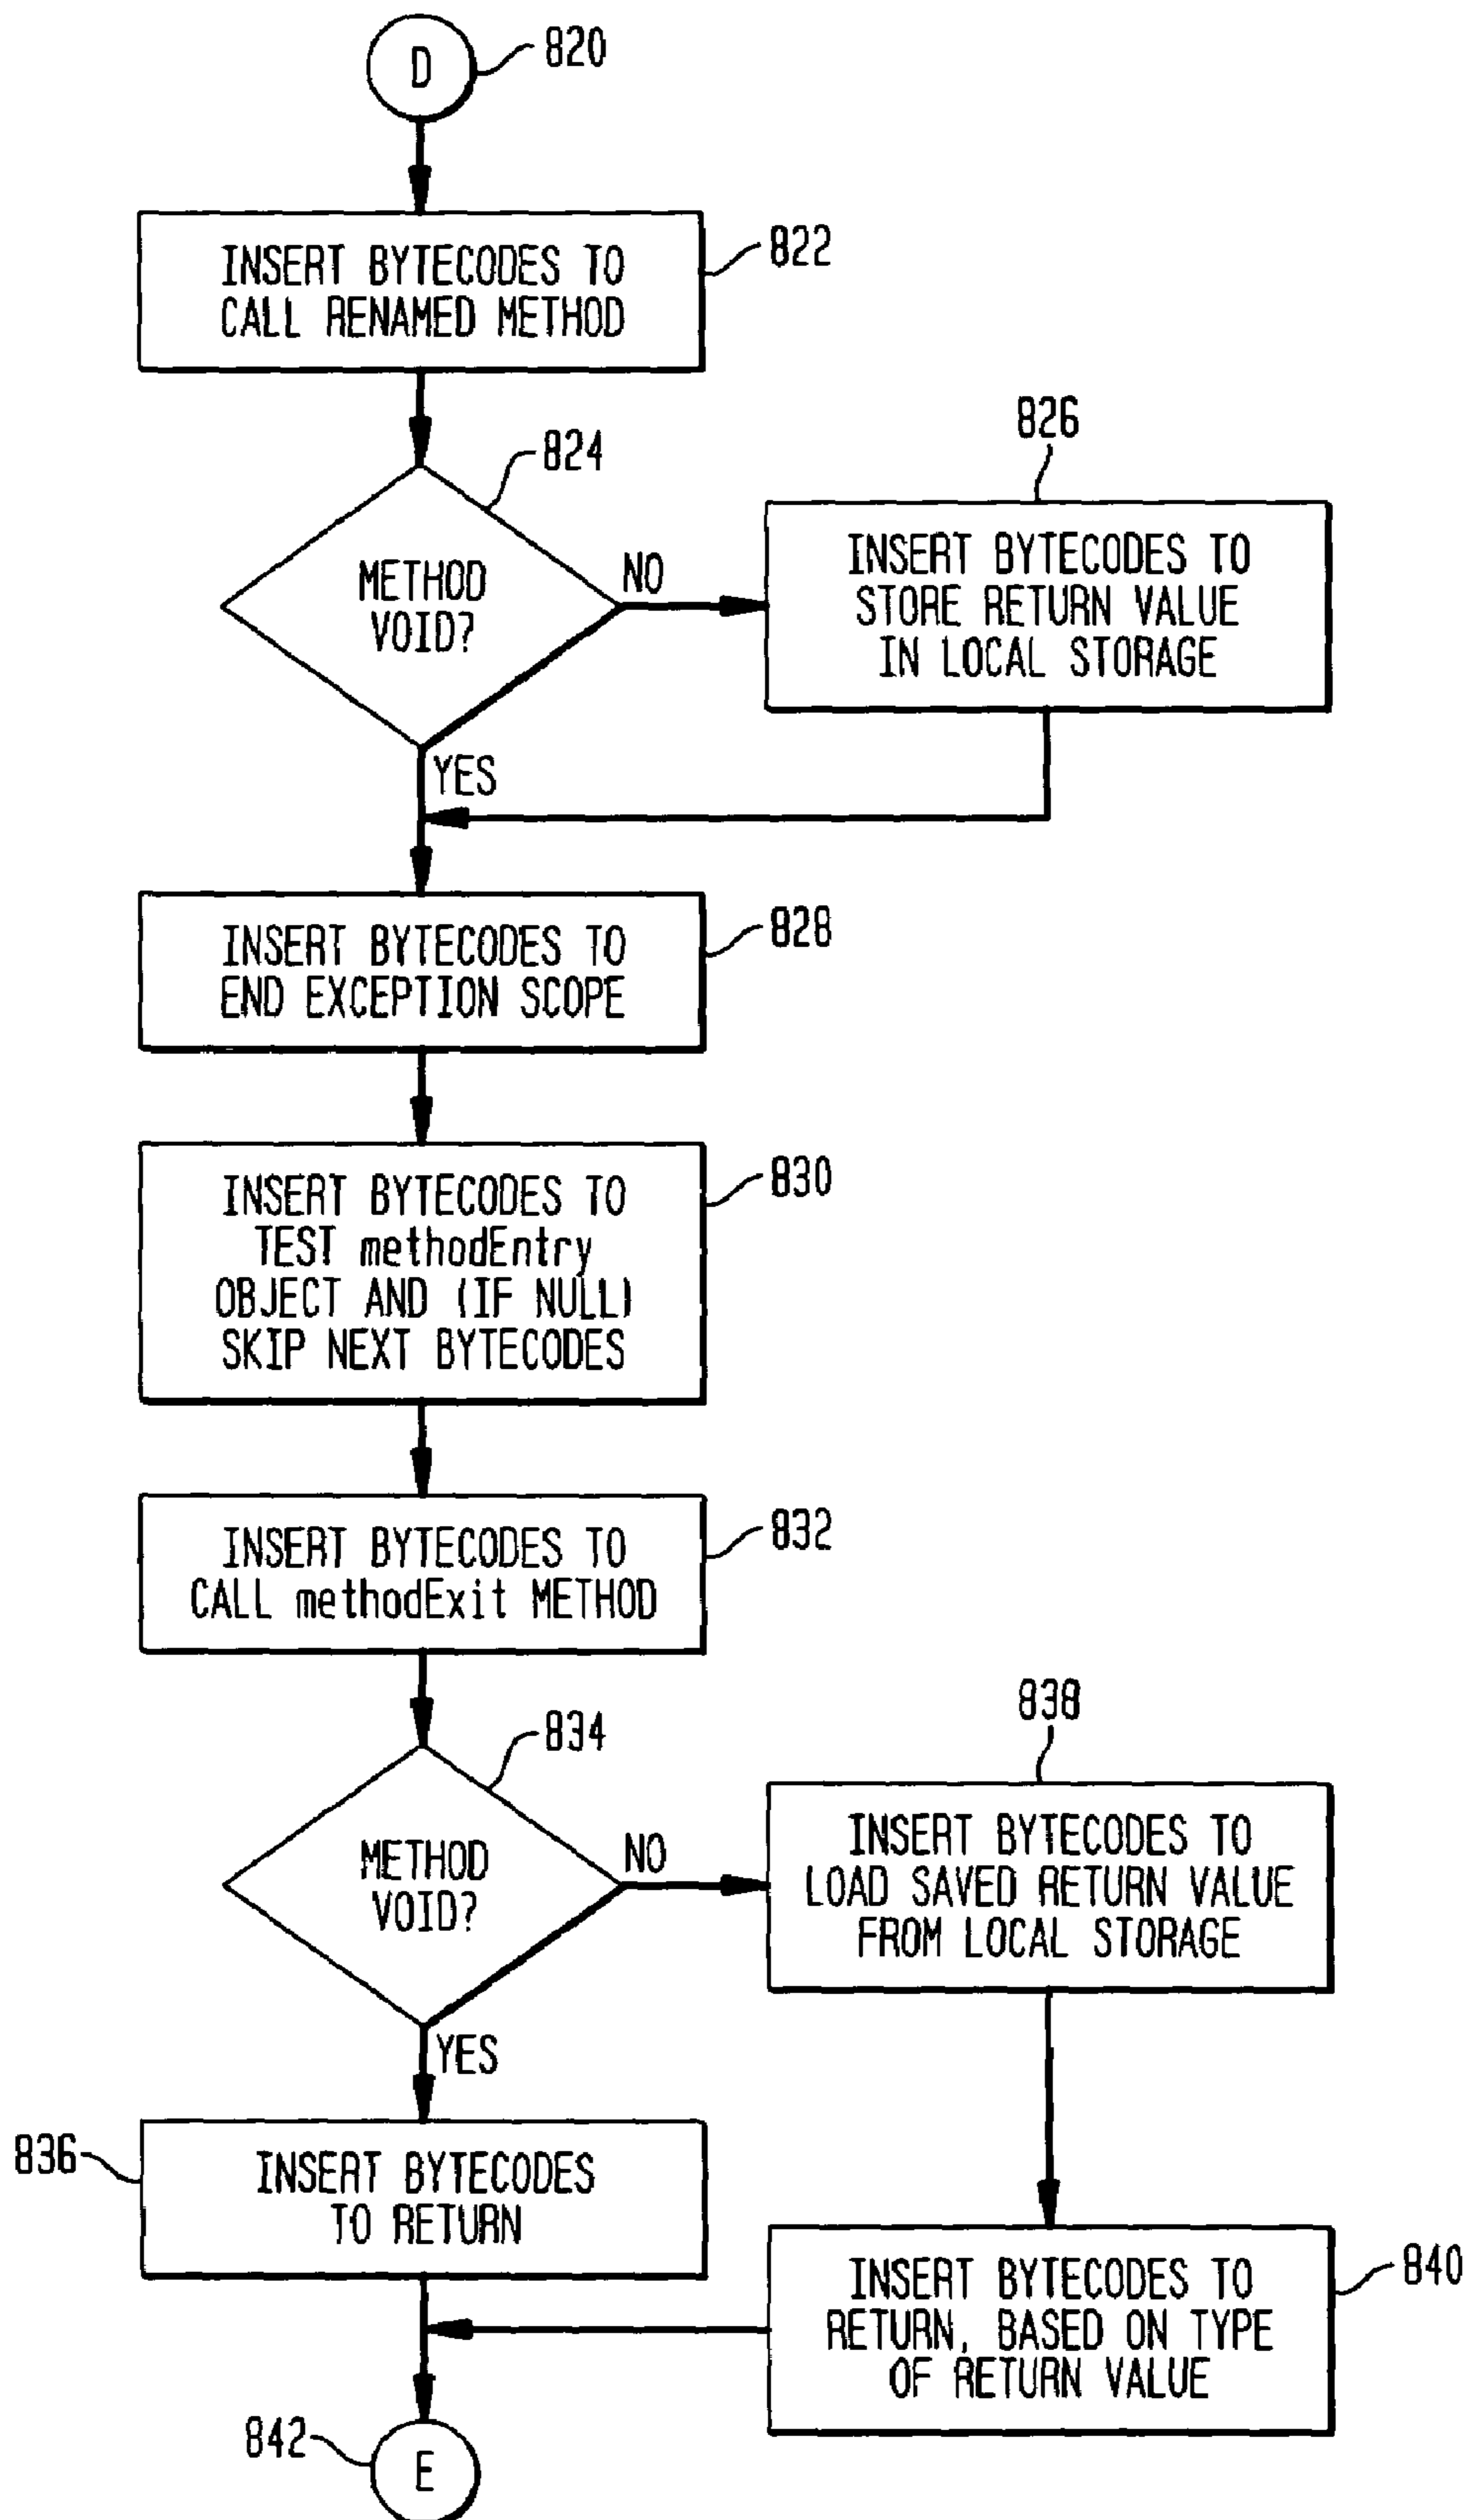 D
820
INSERT BYTECODES TO
CALL RENAMED METHOD
822
824
METHOD
VOID?
NO
826
INSERT BYTECODES TO
STORE RETURN VALUE
IN LOCAL STORAGE
YES
INSERT BYTECODES TO
END EXCEPTION SCOPE
828
INSERT BYTECODES TO
TEST methodEntry
OBJECT AND (IF NULL)
SKIP NEXT BYTECODES
830
INSERT BYTECODES TO
CALL methodExit METHOD
832
834
METHOD
VOID?
NO
838
INSERT BYTECODES TO
LOAD SAVED RETURN VALUE
FROM LOCAL STORAGE
YES
836
INSERT BYTECODES
TO RETURN
INSERT BYTECODES TO
RETURN, BASED ON TYPE
OF RETURN VALUE
840
842
E